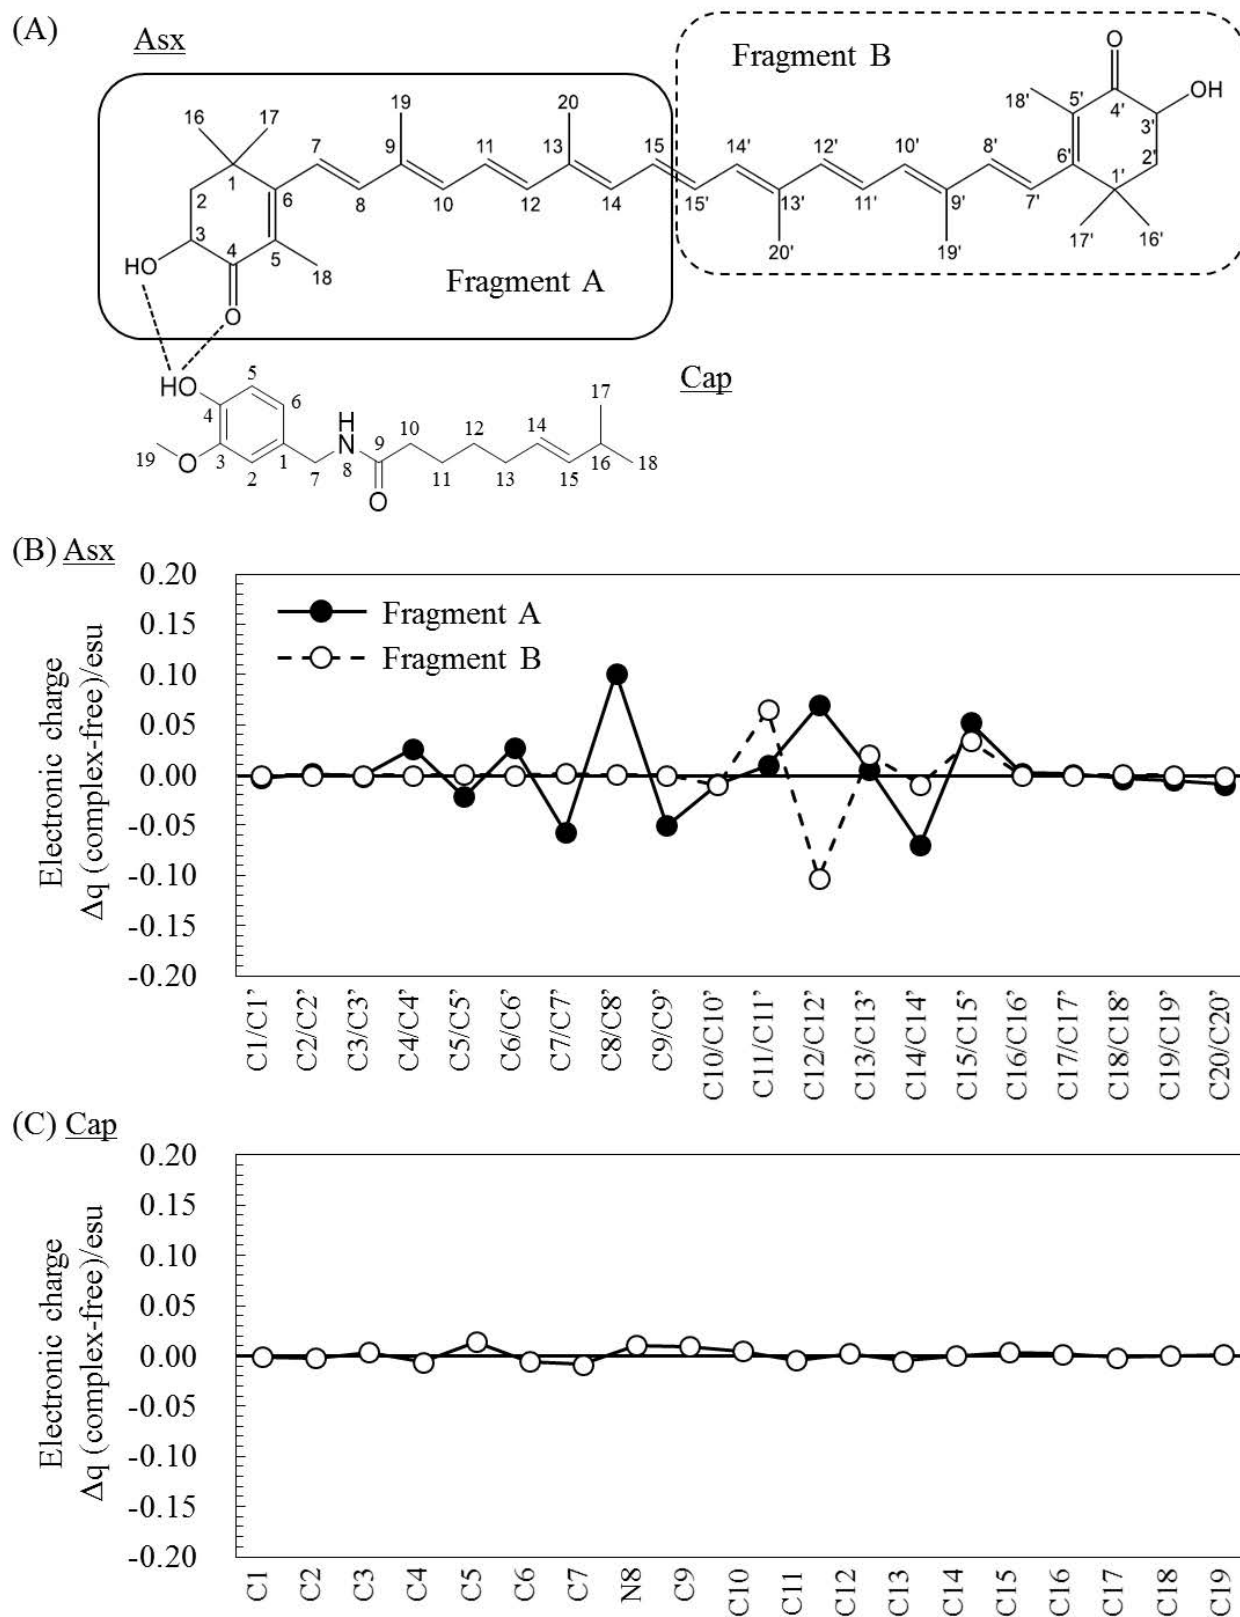 (A)
Asx
Fragment B
O
OH
18'
5'
4'
3'
6'
2'
1'
17'
16'
14'
12'
10'
8'
15'
13'
11'
9'
7'
20'
19'
16
17
19
20
7
9
11
13
15
1
2
6
8
10
12
14
3
4
5
18
HO
O
Fragment A
Cap
HO
5
6
4
3
2
1
19
O
7
H
N
8
9
O
10
11
12
13
14
15
16
17
18
(B) Asx
Electronic charge
Δq (complex-free)/esu
0.20
0.15
0.10
0.05
0.00
-0.05
-0.10
-0.15
-0.20
Fragment A
Fragment B
C1/C1’
C2/C2’
C3/C3’
C4/C4’
C5/C5’
C6/C6’
C7/C7’
C8/C8’
C9/C9’
C10/C10’
C11/C11’
C12/C12’
C13/C13’
C14/C14’
C15/C15’
C16/C16’
C17/C17’
C18/C18’
C19/C19’
C20/C20’
(C) Cap
Electronic charge
Δq (complex-free)/esu
0.20
0.15
0.10
0.05
0.00
-0.05
-0.10
-0.15
-0.20
C1
C2
C3
C4
C5
C6
C7
N8
C9
C10
C11
C12
C13
C14
C15
C16
C17
C18
C19